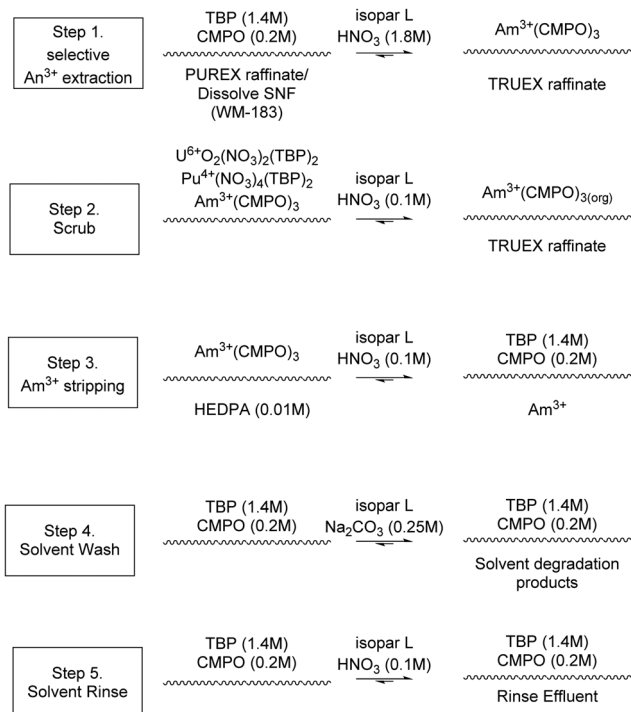 Step 1.
selective
An³⁺ extraction
TBP (1.4M)
CMPO (0.2M)
PUREX raffinate/
Dissolve SNF
(WM-183)
isopar L
HNO₃ (1.8M)
Am³⁺(CMPO)₃
TRUEX raffinate
Step 2.
Scrub
U⁶⁺O₂(NO₃)₂(TBP)₂
Pu⁴⁺(NO₃)₄(TBP)₂
Am³⁺(CMPO)₃
isopar L
HNO₃ (0.1M)
Am³⁺(CMPO)₃₍ₒᵣg₎
TRUEX raffinate
Step 3.
Am³⁺ stripping
Am³⁺(CMPO)₃
HEDPA (0.01M)
isopar L
HNO₃ (0.1M)
TBP (1.4M)
CMPO (0.2M)
Am³⁺
Step 4.
Solvent Wash
TBP (1.4M)
CMPO (0.2M)
isopar L
Na₂CO₃ (0.25M)
TBP (1.4M)
CMPO (0.2M)
Solvent degradation
products
Step 5.
Solvent Rinse
TBP (1.4M)
CMPO (0.2M)
isopar L
HNO₃ (0.1M)
TBP (1.4M)
CMPO (0.2M)
Rinse Effluent